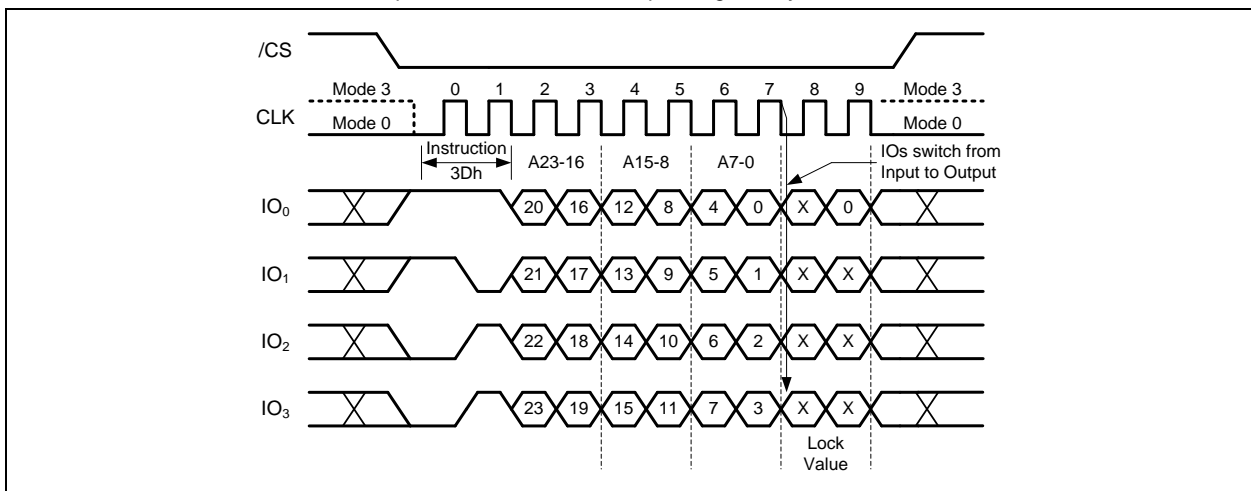 /CS
Mode 3 0 1 2 3 4 5 6 7 8 9 Mode 3
CLK
Mode 0 Mode 0
Instruction
3Dh
A23-16 A15-8 A7-0
IOs switch from
Input to Output
IO0 20 16 12 8 4 0 X 0
IO1 21 17 13 9 5 1 X X
IO2 22 18 14 10 6 2 X X
IO3 23 19 15 11 7 3 X X
Lock
Value